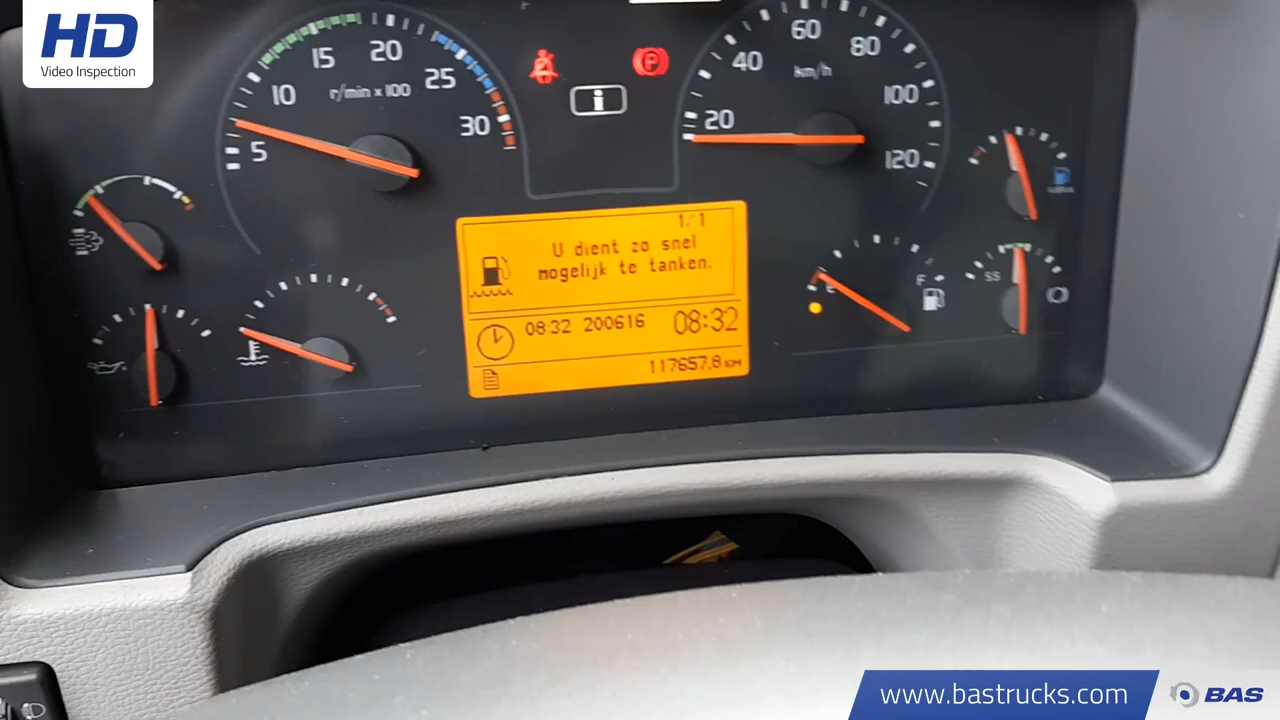 HD
Video Inspection
5
10
15
20
25
30
r/min x 100
20
40
60
80
100
120
km/h
1/1
U dient zo snel
mogelijk te tanken.
08:32 200616 08:32
117657,8 KM
E
F
SS
P
i
www.bastrucks.com
BAS